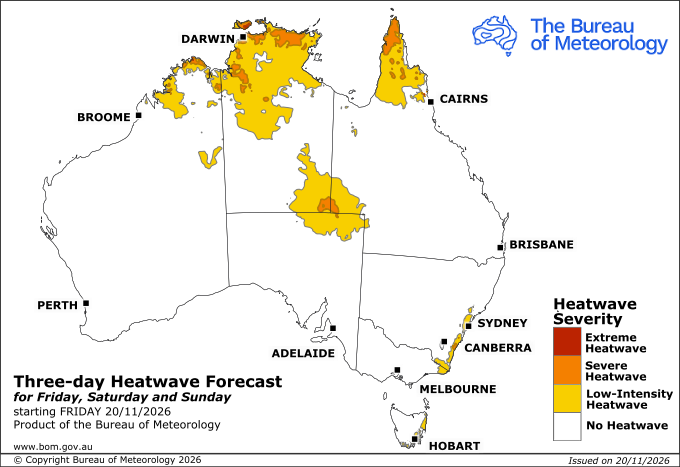 The Bureau
of Meteorology
DARWIN
CAIRNS
BROOME
BRISBANE
PERTH
SYDNEY
ADELAIDE
CANBERRA
MELBOURNE
HOBART
Heatwave
Severity
Extreme
Heatwave
Severe
Heatwave
Low-Intensity
Heatwave
No Heatwave
Three-day Heatwave Forecast
for Friday, Saturday and Sunday
starting FRIDAY 20/11/2026
Product of the Bureau of Meteorology
www.bom.gov.au
© Copyright Bureau of Meteorology 2026
Issued on 20/11/2026